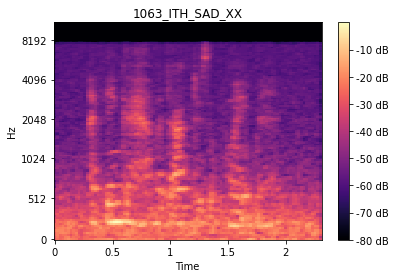 1063_ITH_SAD_XX
8192
4096
2048
1024
512
0
Hz
0 0.5 1 1.5 2
Time
-10 dB
-20 dB
-30 dB
-40 dB
-50 dB
-60 dB
-70 dB
-80 dB